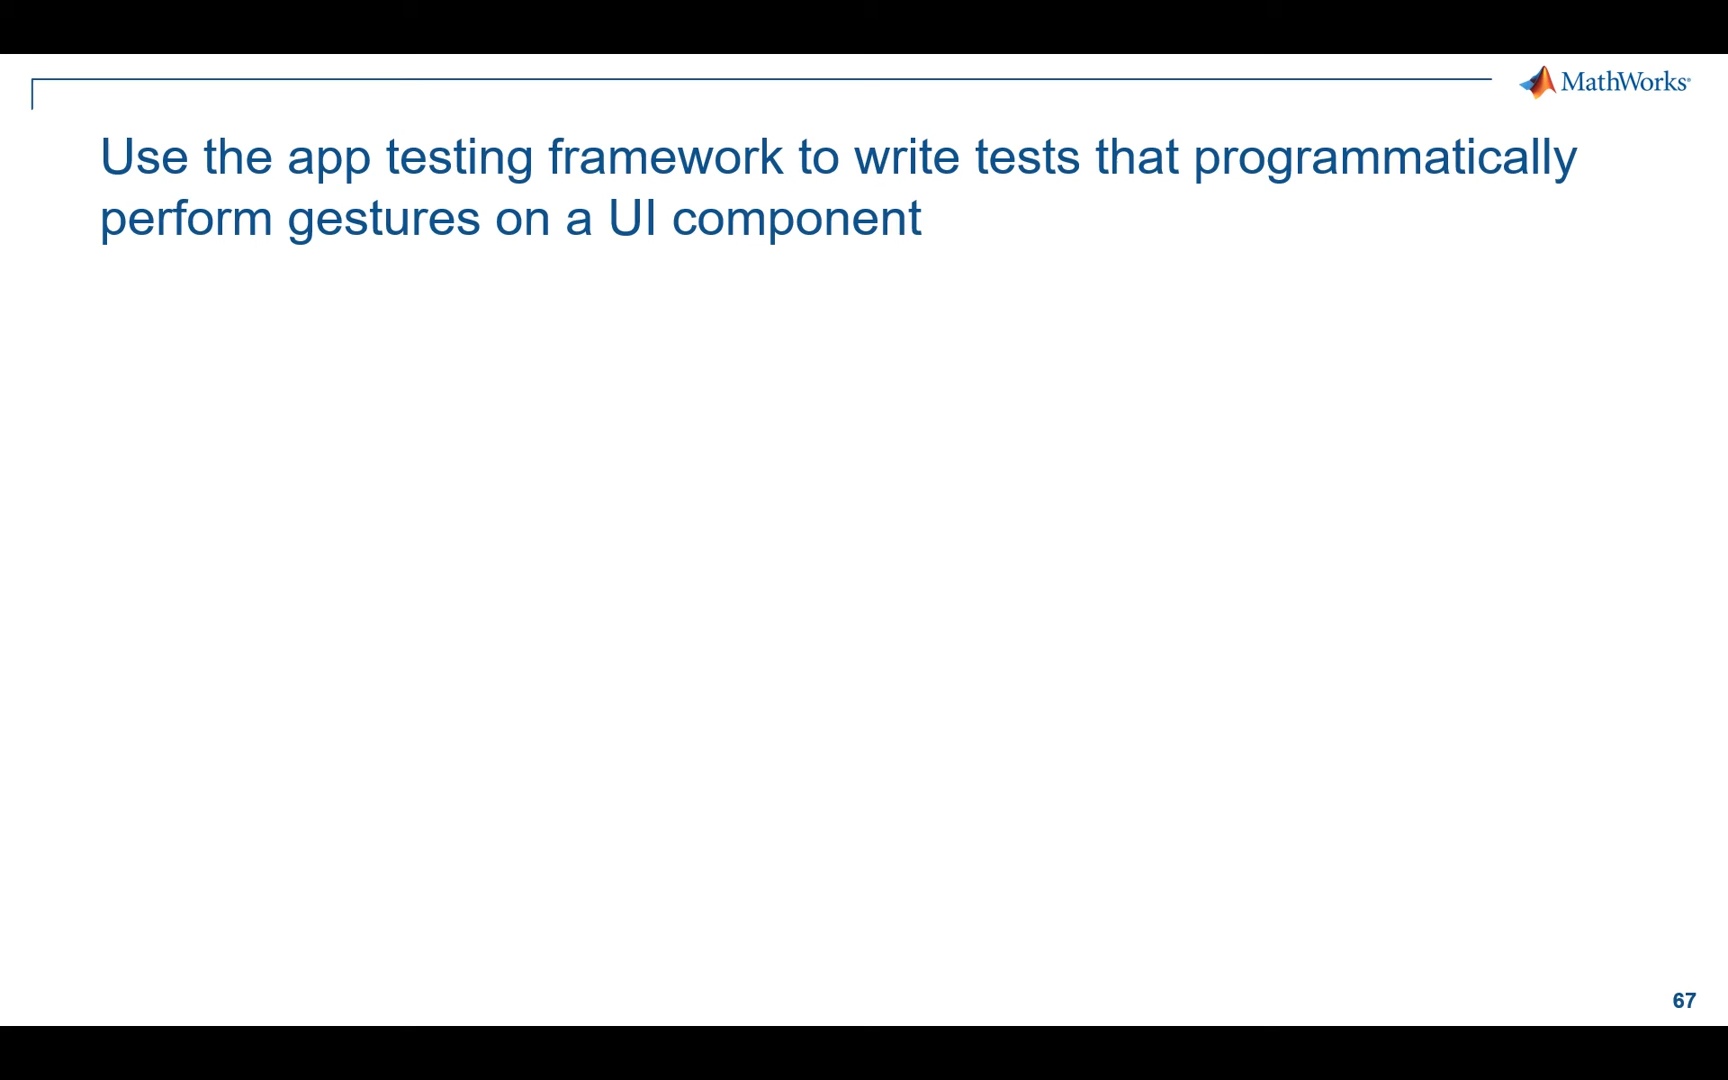 MathWorks®
Use the app testing framework to write tests that programmatically
perform gestures on a UI component
67